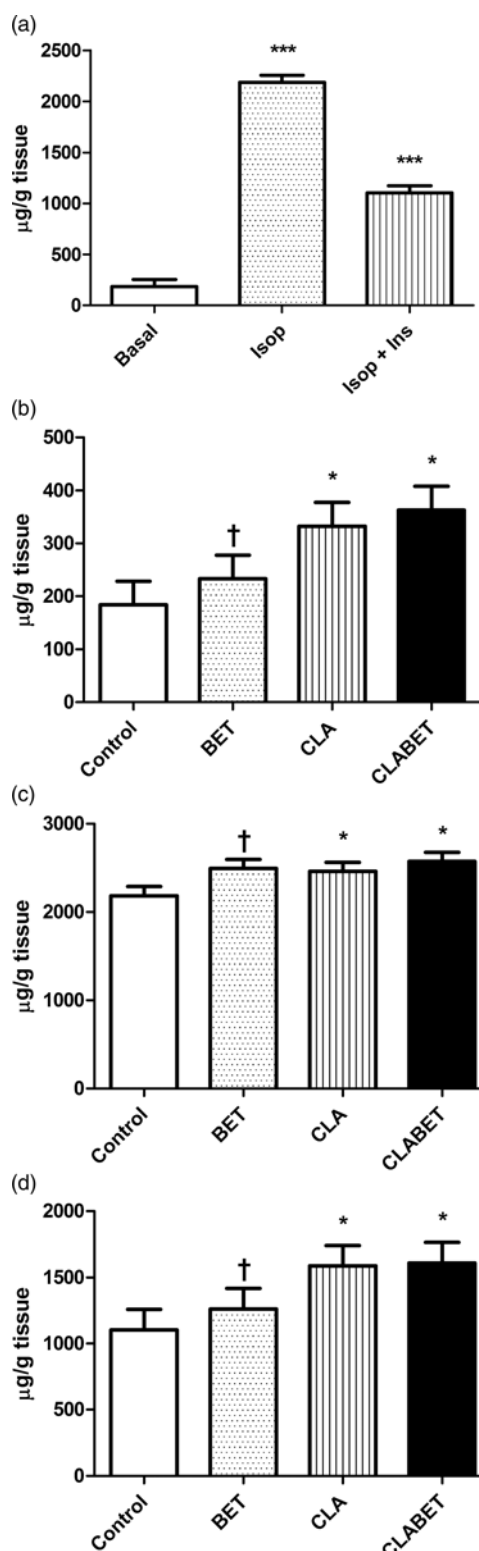 (a)
2500
2000
1500
1000
500
0
μg/g tissue
***
***
Basal
Isop
Isop + Ins
(b)
500
400
300
200
100
0
μg/g tissue
†
*
*
Control
BET
CLA
CLABET
(c)
3000
2000
1000
0
μg/g tissue
†
*
*
Control
BET
CLA
CLABET
(d)
2000
1500
1000
500
0
μg/g tissue
†
*
*
Control
BET
CLA
CLABET